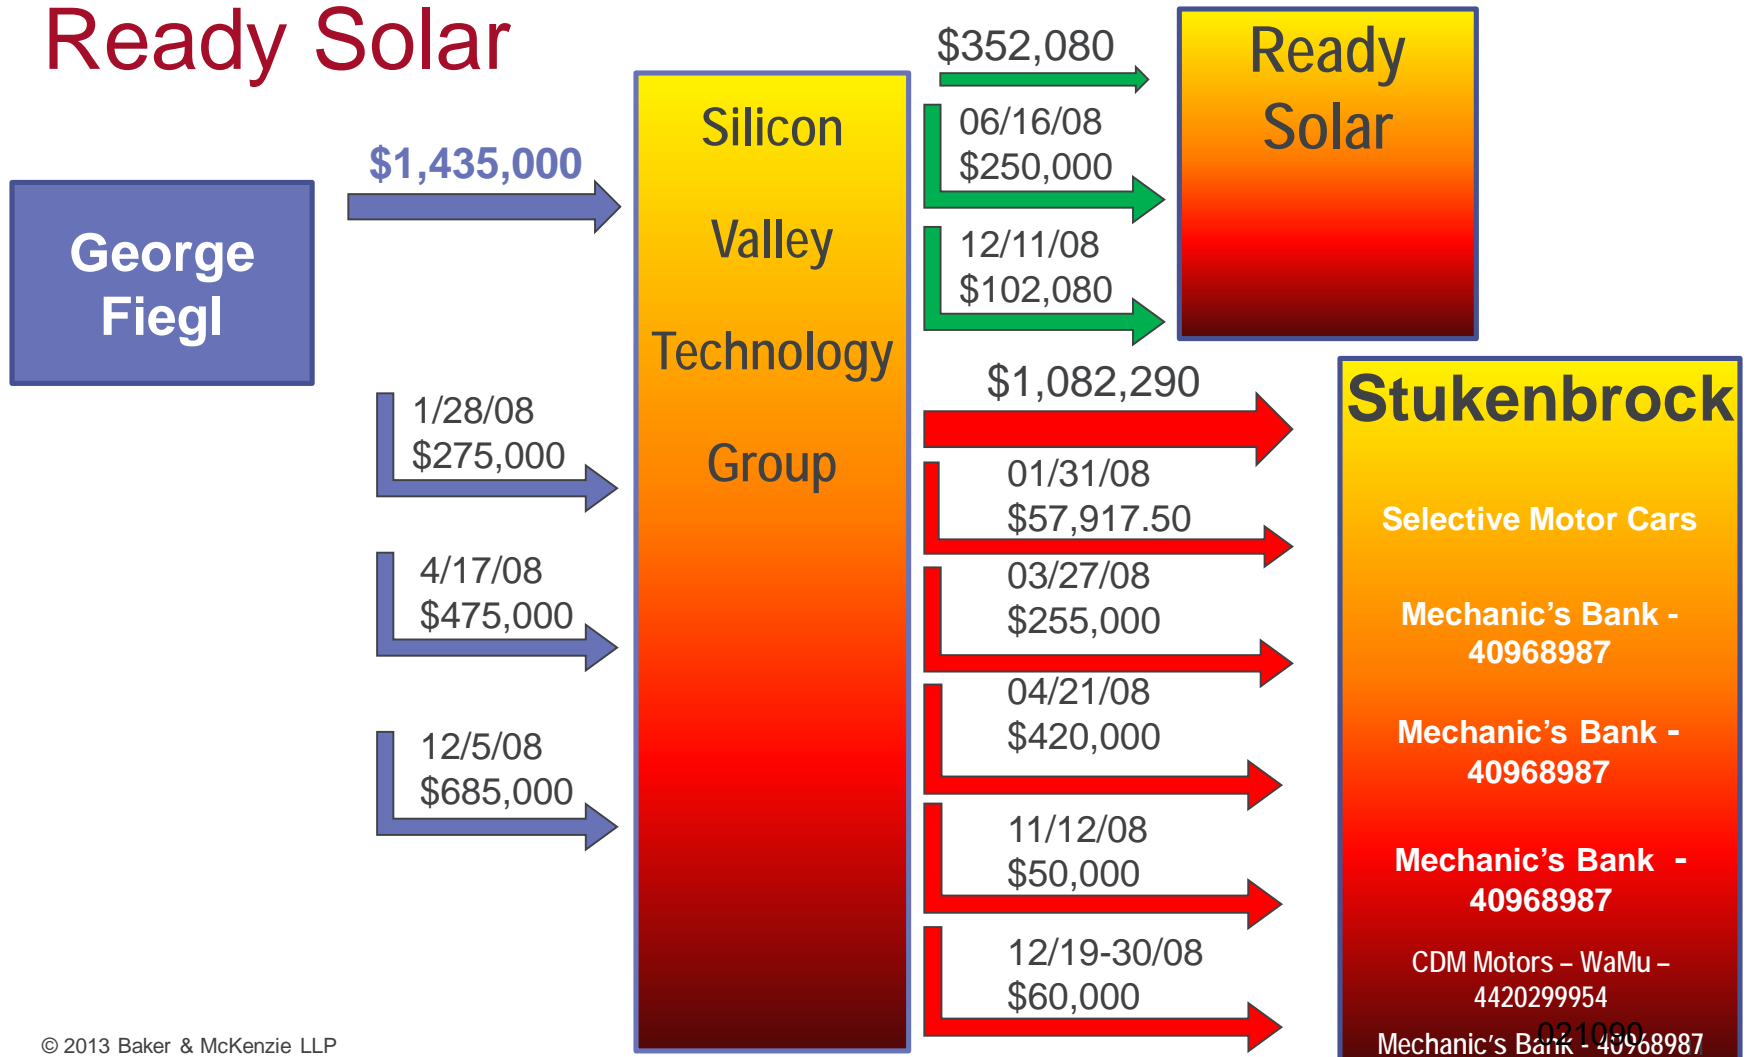 Ready Solar
George
Fiegl
$1,435,000
1/28/08
$275,000
4/17/08
$475,000
12/5/08
$685,000
Silicon
Valley
Technology
Group
$352,080
06/16/08
$250,000
12/11/08
$102,080
Ready
Solar
$1,082,290
01/31/08
$57,917.50
03/27/08
$255,000
04/21/08
$420,000
11/12/08
$50,000
12/19-30/08
$60,000
Stukenbrock
Selective Motor Cars
Mechanic’s Bank -
40968987
Mechanic’s Bank -
40968987
Mechanic’s Bank -
40968987
CDM Motors – WaMu –
4420299954
Mechanic’s Bank - 40968987
021090
© 2013 Baker & McKenzie LLP